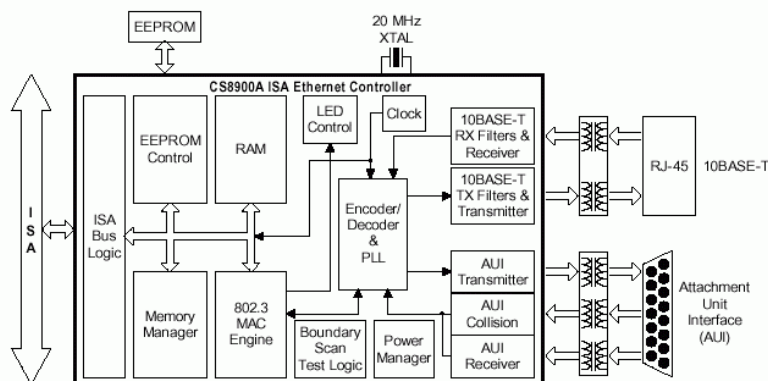 EEPROM
20 MHz
XTAL
CS8900A ISA Ethernet Controller
EEPROM
Control
RAM
LED
Control
Clock
10BASE-T
RX Filters &
Receiver
RJ-45
10BASE-T
10BASE-T
TX Filters &
Transmitter
I
S
A
ISA
Bus
Logic
Encoder/
Decoder
&
PLL
Memory
Manager
802.3
MAC
Engine
Boundary
Scan
Test Logic
Power
Manager
AUI
Transmitter
AUI
Collision
AUI
Receiver
Attachment
Unit
Interface
(AUI)